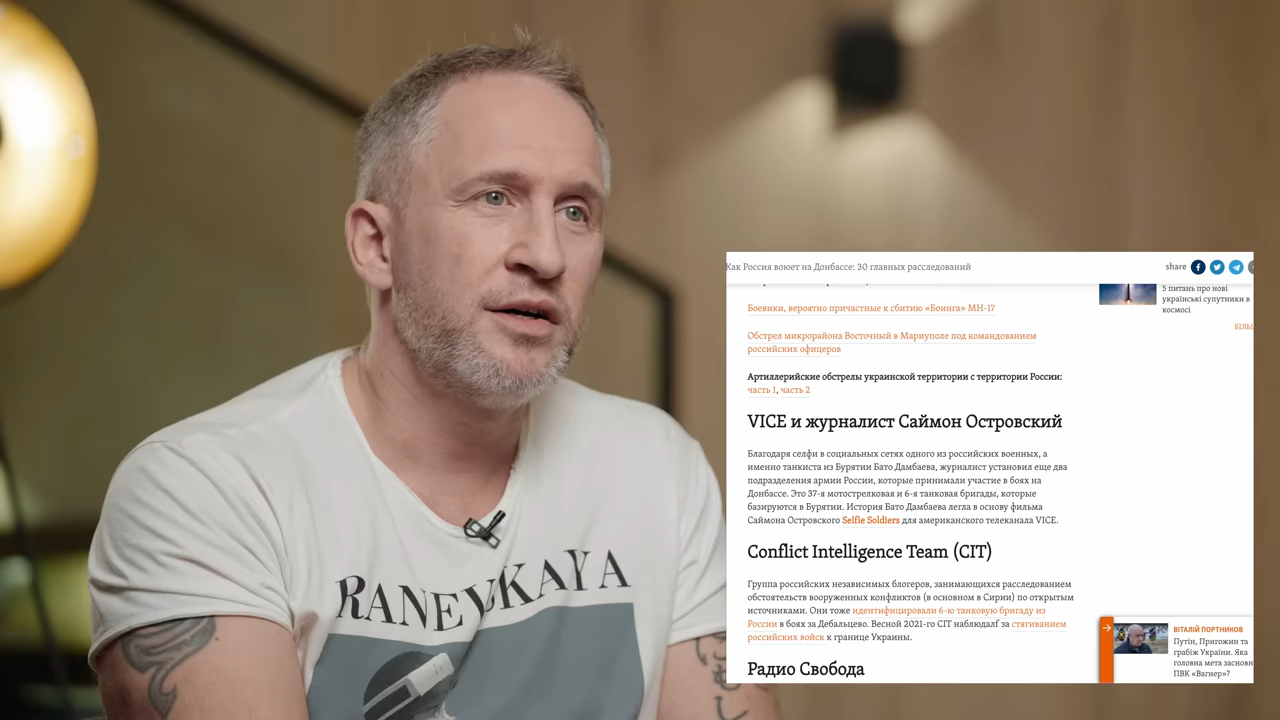 RANEVSKAYA
Как Россия воюет на Донбассе: 30 главных расследований
share
Боевики, вероятно причастные к сбитию «Боинга» MH-17
Обстрел микрорайона Восточный в Мариуполе под командованием
российских офицеров
Артиллерийские обстрелы украинской территории с территории России:
часть 1, часть 2
VICE и журналист Саймон Островский
Благодаря селфи в социальных сетях одного из российских военных, а
именно танкиста из Бурятии Бато Дамбаева, журналист установил еще два
подразделения армии России, которые принимали участие в боях на
Донбассе. Это 37-я мотострелковая и 6-я танковая бригады, которые
базируются в Бурятии. История Бато Дамбаева легла в основу фильма
Саймона Островского Selfie Soldiers для американского телеканала VICE.
Conflict Intelligence Team (CIT)
Группа российских независимых блогеров, занимающихся расследованием
обстоятельств вооруженных конфликтов (в основном в Сирии) по открытым
источниками. Они тоже идентифицировали 6-ю танковую бригаду из
России в боях за Дебальцево. Весной 2021-го CIT наблюдалґ за стягиванием
российских войск к границе Украины.
Радио Свобода
5 питань про нові
українські супутники в
космосі
БІЛЬ
ВІТАЛІЙ ПОРТНИКОВ
Путін, Пригожин та
грабіж України. Яка
головна мета засновн
ПВК «Вагнер»?